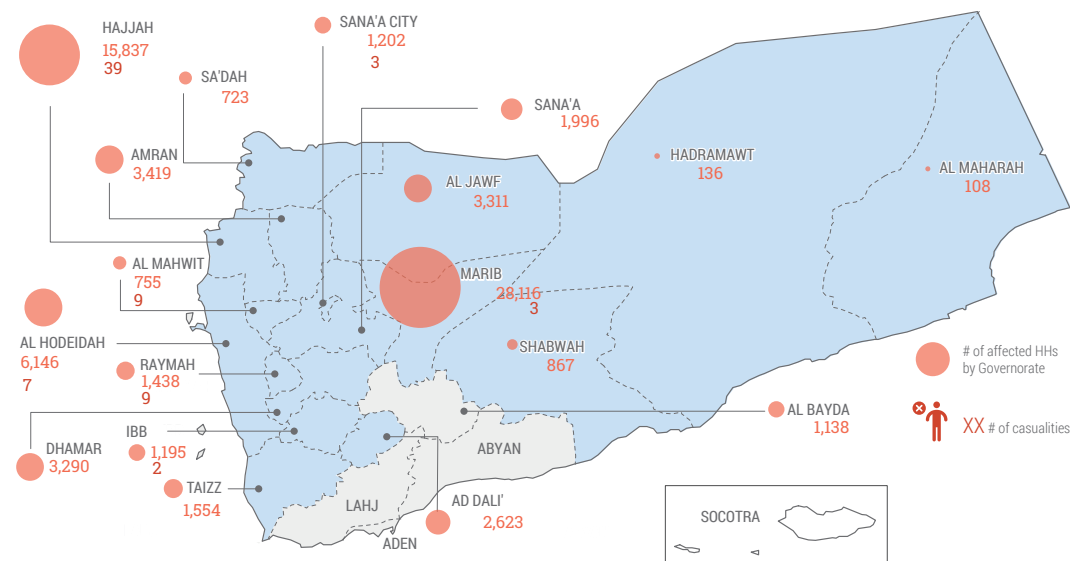 HAJJAH
15,837
39
SANA'A CITY
1,202
3
SA'DAH
723
SANA'A
1,996
AMRAN
3,419
HADRAMAWT
136
AL MAHARAH
108
AL JAWF
3,311
AL MAHWIT
755
9
MARIB
28,116
3
AL HODEIDAH
6,146
7
SHABWAH
867
# of affected HHs
by Governorate
RAYMAH
1,438
9
AL BAYDA
1,138
XX # of casualities
IBB
1,195
2
DHAMAR
3,290
ABYAN
TAIZZ
1,554
LAHJ
AD DALI'
2,623
ADEN
SOCOTRA